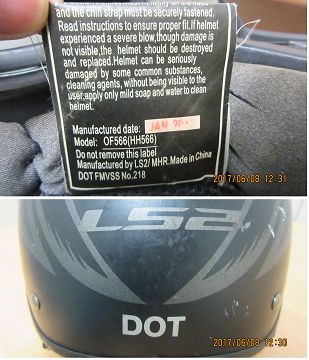 and the chin strap must be securely fastened.
Read instructions to ensure proper fit.If helmet
experienced a severe blow,though damage is
not visible,the helmet should be destroyed
and replaced.Helmet can be seriously
damaged by some common substances,
cleaning agents, without being visible to the
user,apply only mild soap and water to clean
helmet.
Manufactured date: JAN
Model: OF566(HH566)
Do not remove this label
Manufactured by LS2/ MHR.Made in China
DOT FMVSS No.218
2017/06/08 12:31
LS2
DOT
2017/06/08 12:30